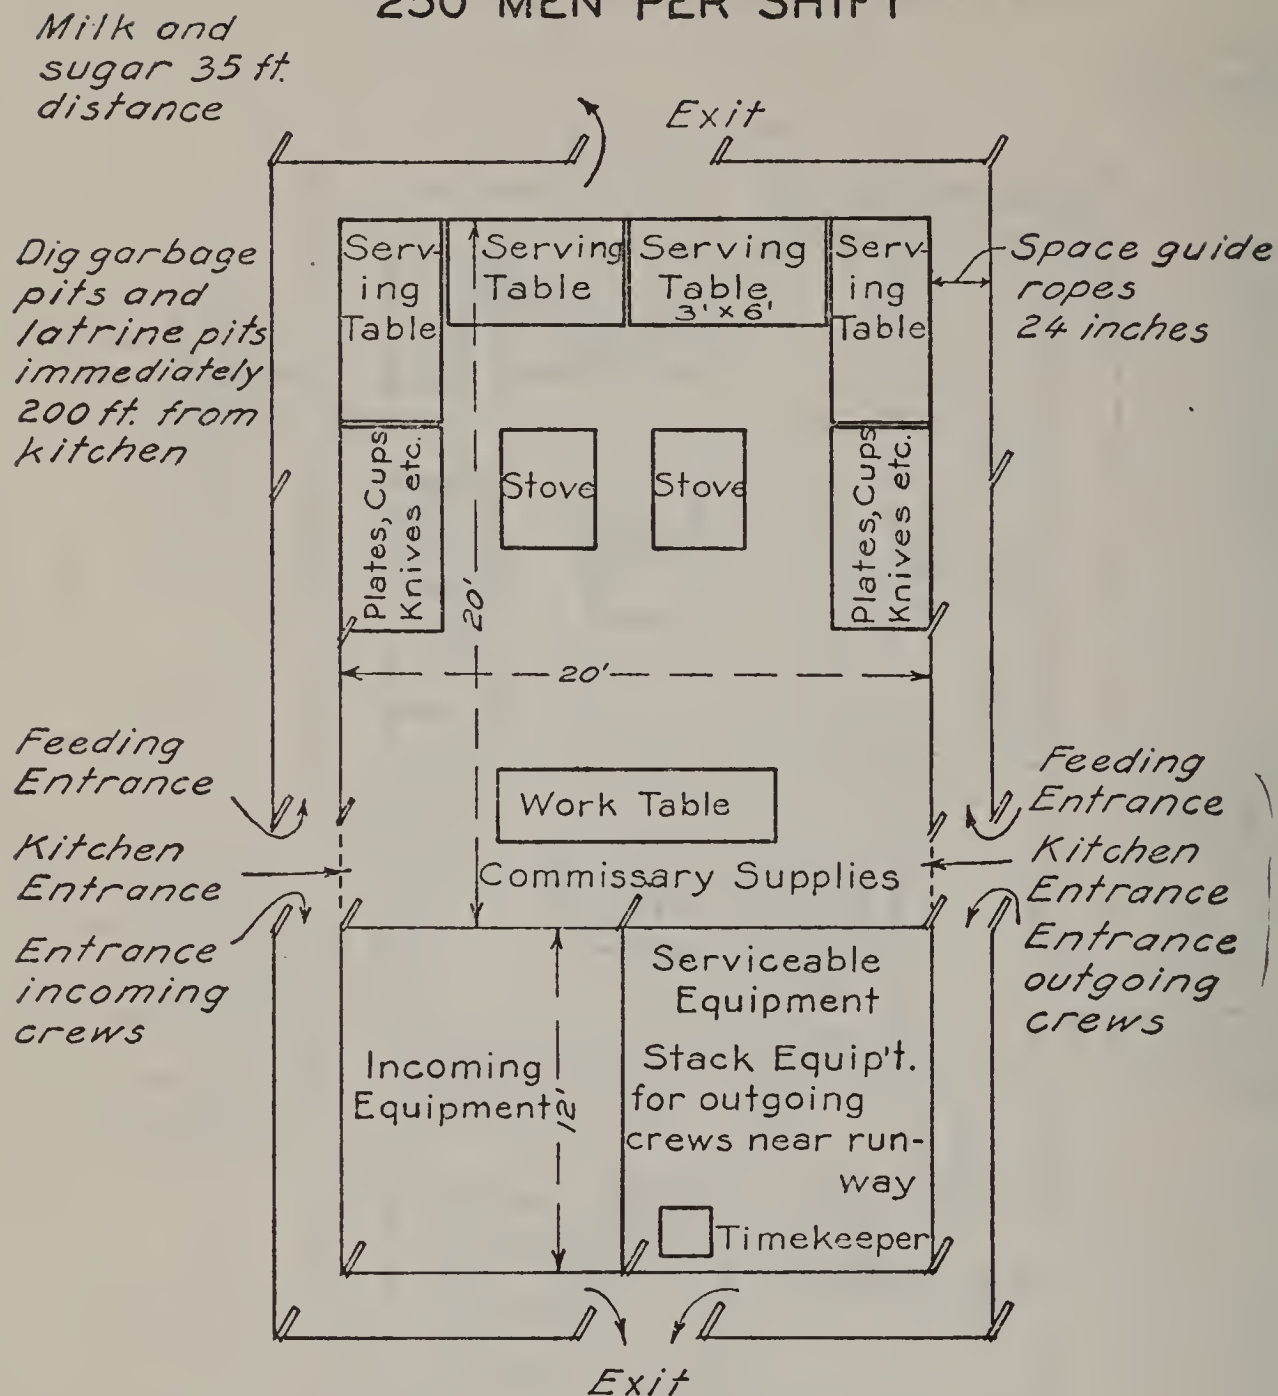 250 MEN PER SHIFT
Milk and
sugar 35 ft.
distance
Exit
Dig garbage
pits and
latrine pits
immediately
200 ft. from
kitchen
Serv-
ing
Table
Serving
Table
Serving
Table
3' x 6'
Serv-
ing
Table
Space guide
ropes
24 inches
Plates, Cups
Knives etc.
Stove
Stove
Plates, Cups
Knives etc.
20'
20'
Feeding
Entrance
Kitchen
Entrance
Entrance
incoming
crews
Work Table
Commissary Supplies
Feeding
Entrance
Kitchen
Entrance
Entrance
outgoing
crews
Incoming
Equipment
12'
Serviceable
Equipment
Stack Equip't.
for outgoing
crews near run-
way
Timekeeper
Exit